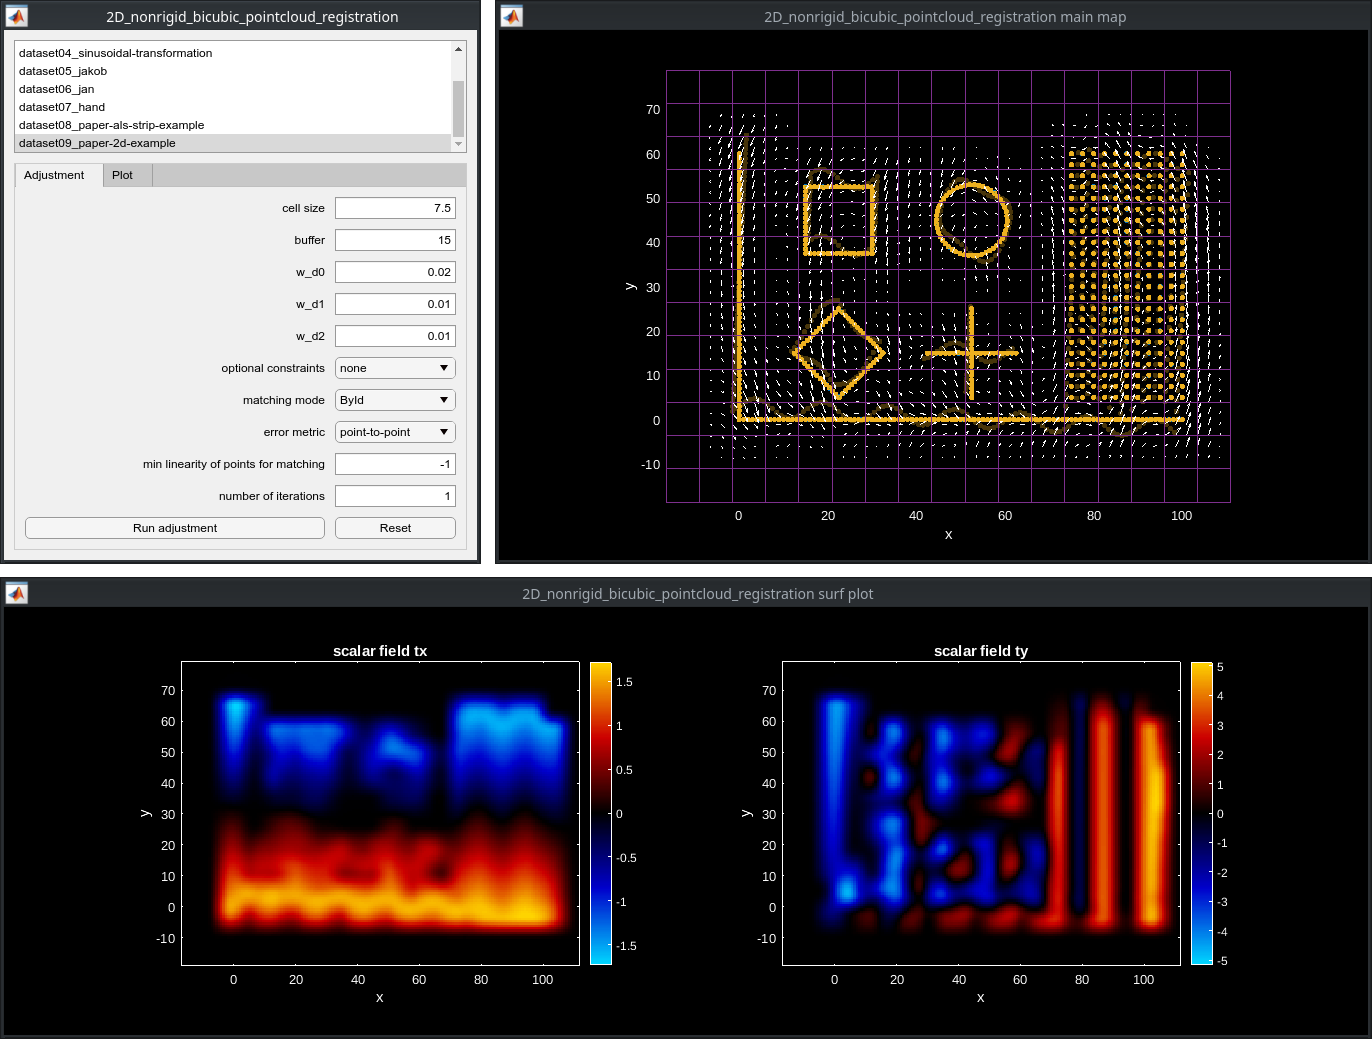 2D_nonrigid_bicubic_pointcloud_registration
dataset04_sinusoidal-transformation
dataset05_jakob
dataset06_jan
dataset07_hand
dataset08_paper-als-strip-example
dataset09_paper-2d-example
Adjustment Plot
cell size 7.5
buffer 15
w_d0 0.02
w_d1 0.01
w_d2 0.01
optional constraints none
matching mode ById
error metric point-to-point
min linearity of points for matching -1
number of iterations 1
Run adjustment Reset
2D_nonrigid_bicubic_pointcloud_registration main map
70
60
50
40
y
30
20
10
0
-10
0 20 40 60 80 100
x
2D_nonrigid_bicubic_pointcloud_registration surf plot
scalar field tx
70
60
50
40
y
30
20
10
0
-10
0 20 40 60 80 100
x
1.5
1
0.5
0
-0.5
-1
-1.5
scalar field ty
70
60
50
40
y
30
20
10
0
-10
0 20 40 60 80 100
x
5
4
3
2
1
0
-1
-2
-3
-4
-5